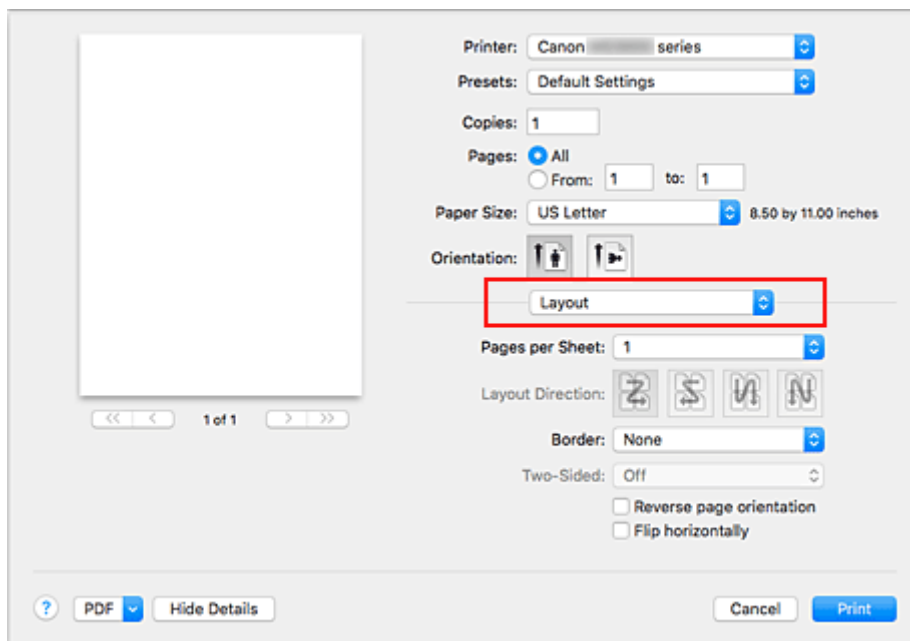 Printer: Canon series
Presets: Default Settings
Copies: 1
Pages: All
From: 1 to: 1
Paper Size: US Letter 8.50 by 11.00 inches
Orientation:
Layout
Pages per Sheet: 1
Layout Direction:
Border: None
Two-Sided: Off
Reverse page orientation
Flip horizontally
<< < 1 of 1 > >>
? PDF Hide Details Cancel Print